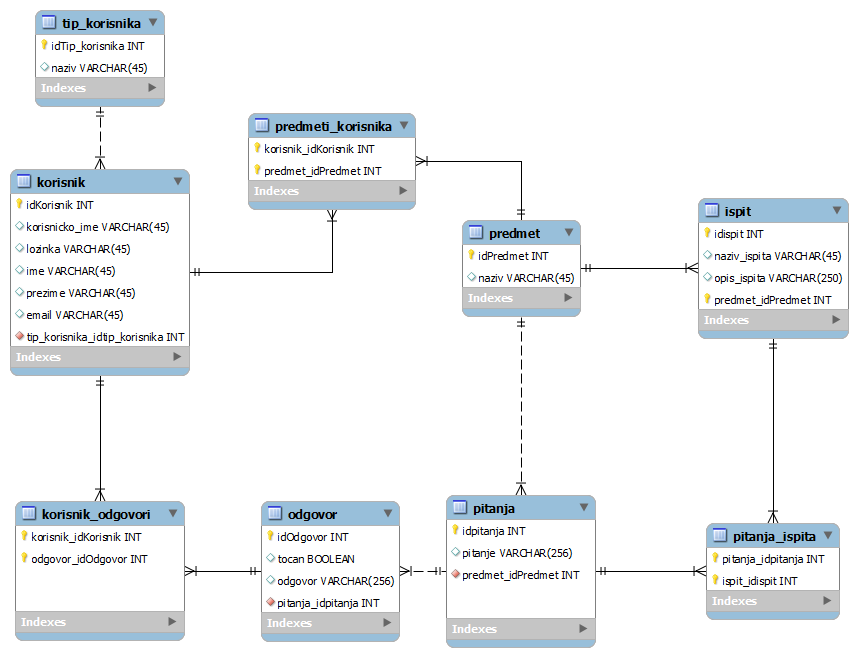 tip_korisnika
idTip_korisnika INT
naziv VARCHAR(45)
Indexes
korisnik
idKorisnik INT
korisnicko_ime VARCHAR(45)
lozinka VARCHAR(45)
ime VARCHAR(45)
prezime VARCHAR(45)
email VARCHAR(45)
tip_korisnika_idtip_korisnika INT
Indexes
predmeti_korisnika
korisnik_idKorisnik INT
predmet_idPredmet INT
Indexes
predmet
idPredmet INT
naziv VARCHAR(45)
Indexes
ispit
idispit INT
naziv_ispita VARCHAR(45)
opis_ispita VARCHAR(250)
predmet_idPredmet INT
Indexes
korisnik_odgovori
korisnik_idKorisnik INT
odgovor_idOdgovor INT
Indexes
odgovor
idOdgovor INT
tocan BOOLEAN
odgovor VARCHAR(256)
pitanja_idpitanja INT
Indexes
pitanja
idpitanja INT
pitanje VARCHAR(256)
predmet_idPredmet INT
Indexes
pitanja_ispita
pitanja_idpitanja INT
ispit_idispit INT
Indexes